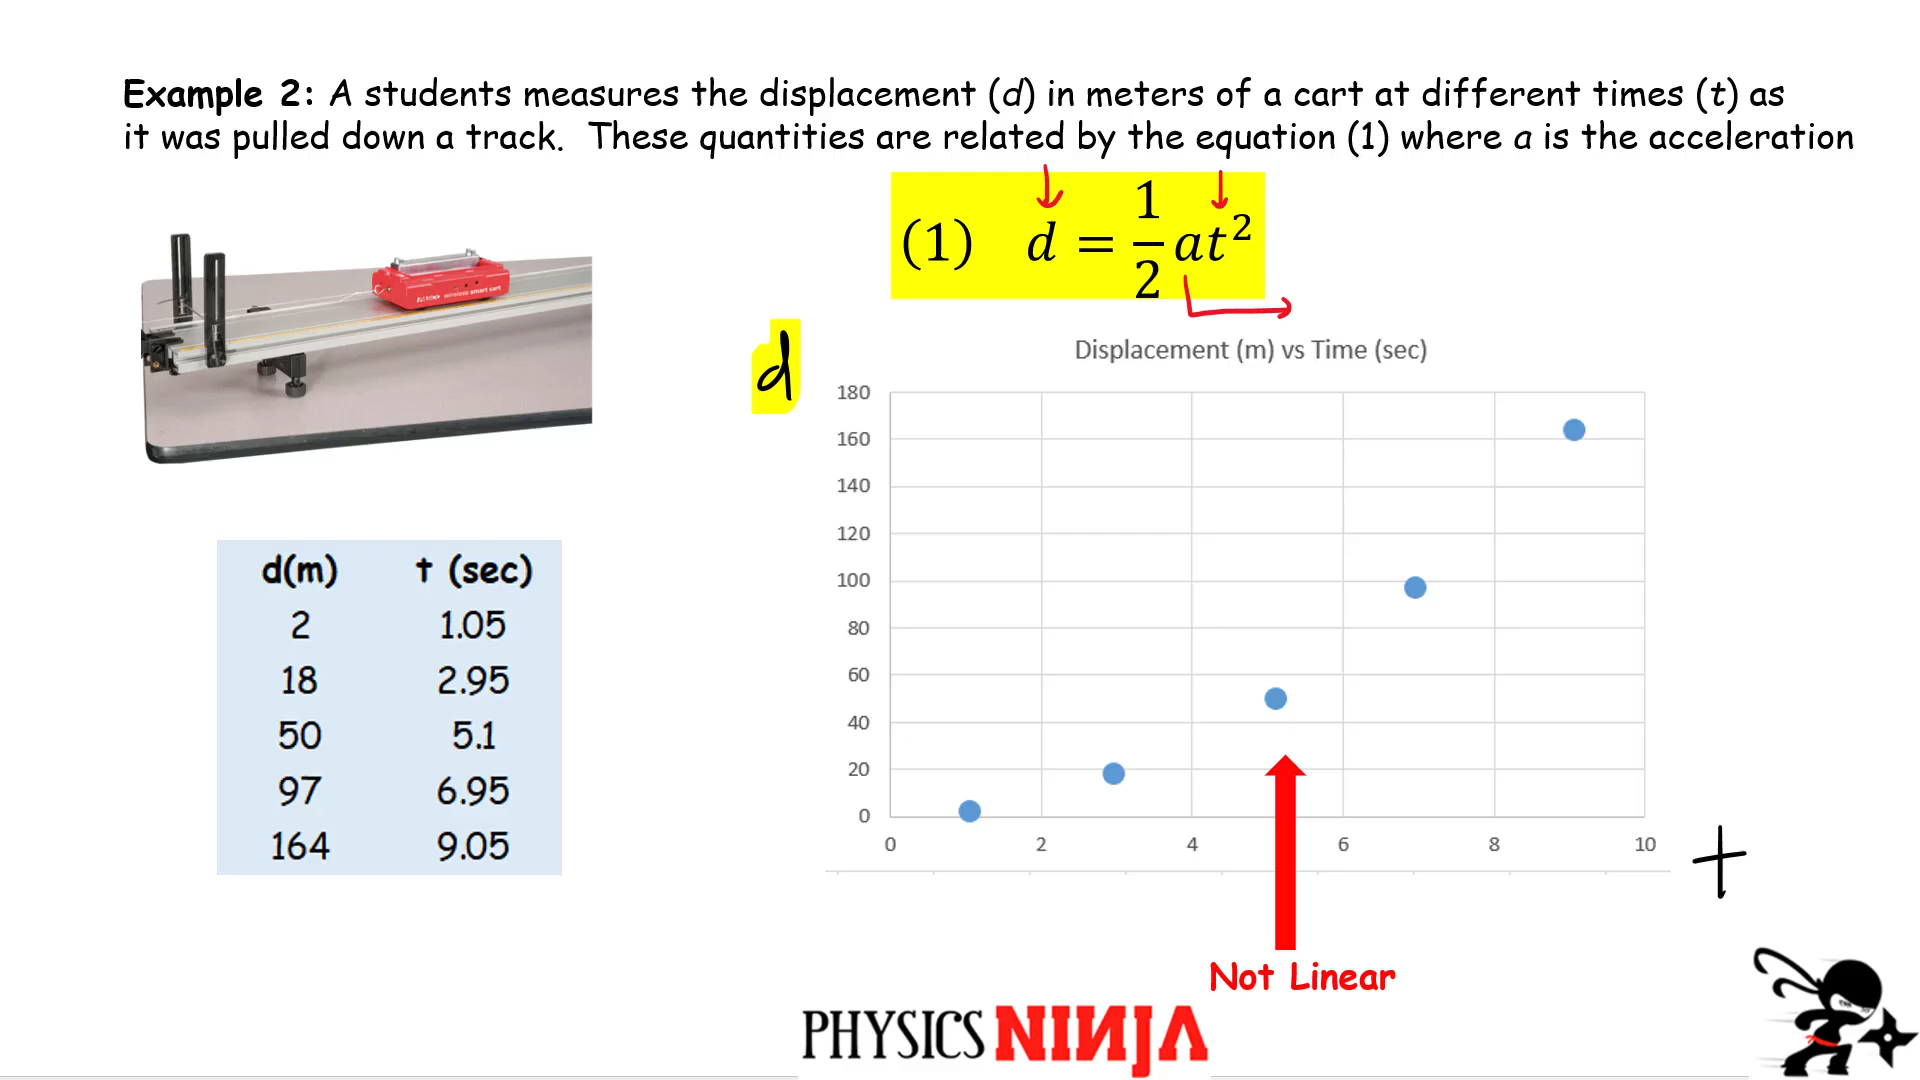 Example 2: A students measures the displacement (d) in meters of a cart at different times (t) as
it was pulled down a track. These quantities are related by the equation (1) where a is the acceleration
(1) d = 1/2 at²
wireless smart cart
d
Displacement (m) vs Time (sec)
180
160
140
120
100
80
60
40
20
0
0 2 4 6 8 10
t
d(m) t (sec)
2 1.05
18 2.95
50 5.1
97 6.95
164 9.05
Not Linear
PHYSICS NINJA